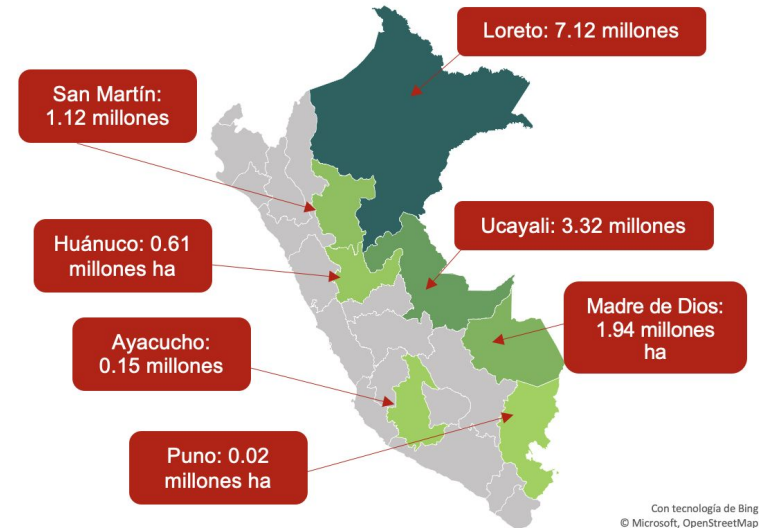 Loreto: 7.12 millones
San Martín:
1.12 millones
Ucayali: 3.32 millones
Huánuco: 0.61
millones ha
Madre de Dios:
1.94 millones
ha
Ayacucho:
0.15 millones
Puno: 0.02
millones ha
Con tecnología de Bing
© Microsoft, OpenStreetMap